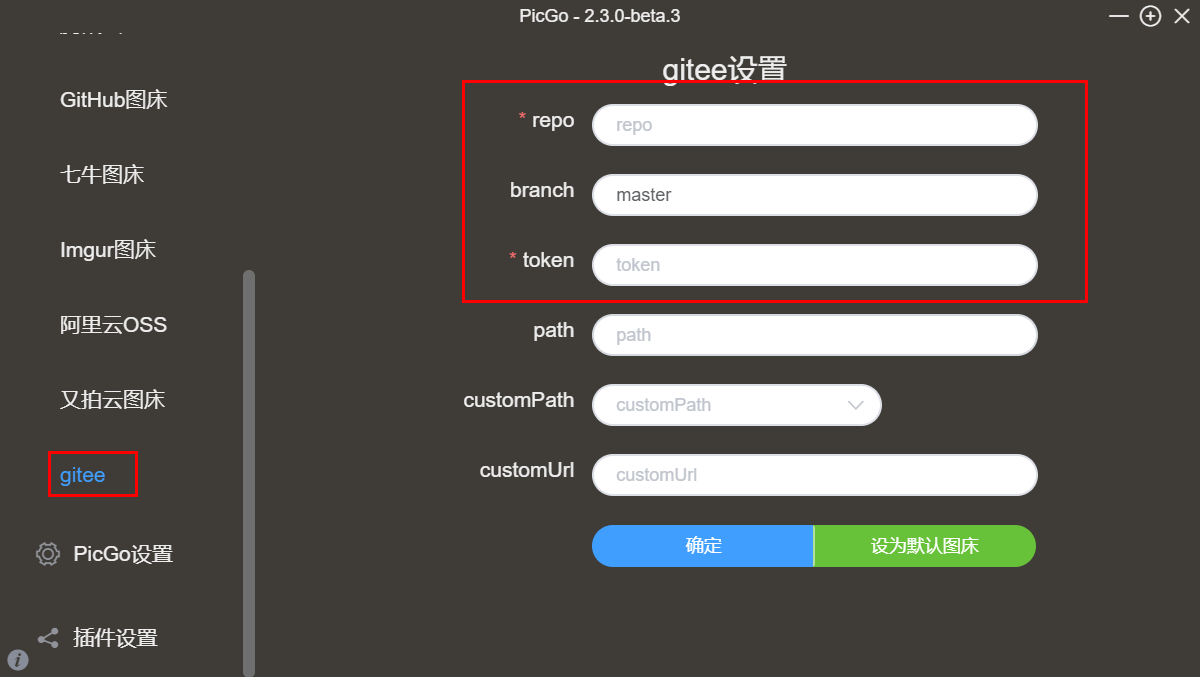 PicGo - 2.3.0-beta.3
GitHub图床
七牛图床
Imgur图床
阿里云OSS
又拍云图床
gitee
PicGo设置
插件设置
gitee设置
* repo
repo
branch
master
* token
token
path
path
customPath
customPath
customUrl
customUrl
确定
设为默认图床